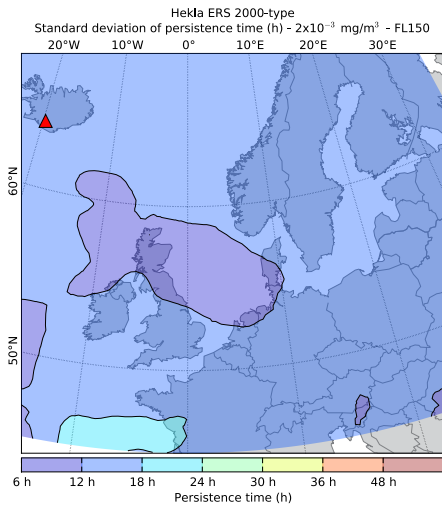 Hekla ERS 2000-type
Standard deviation of persistence time (h) - 2x10⁻³ mg/m³ - FL150
20°W 10°W 0° 10°E 20°E 30°E
60°N
50°N
6 h 12 h 18 h 24 h 30 h 36 h 48 h
Persistence time (h)